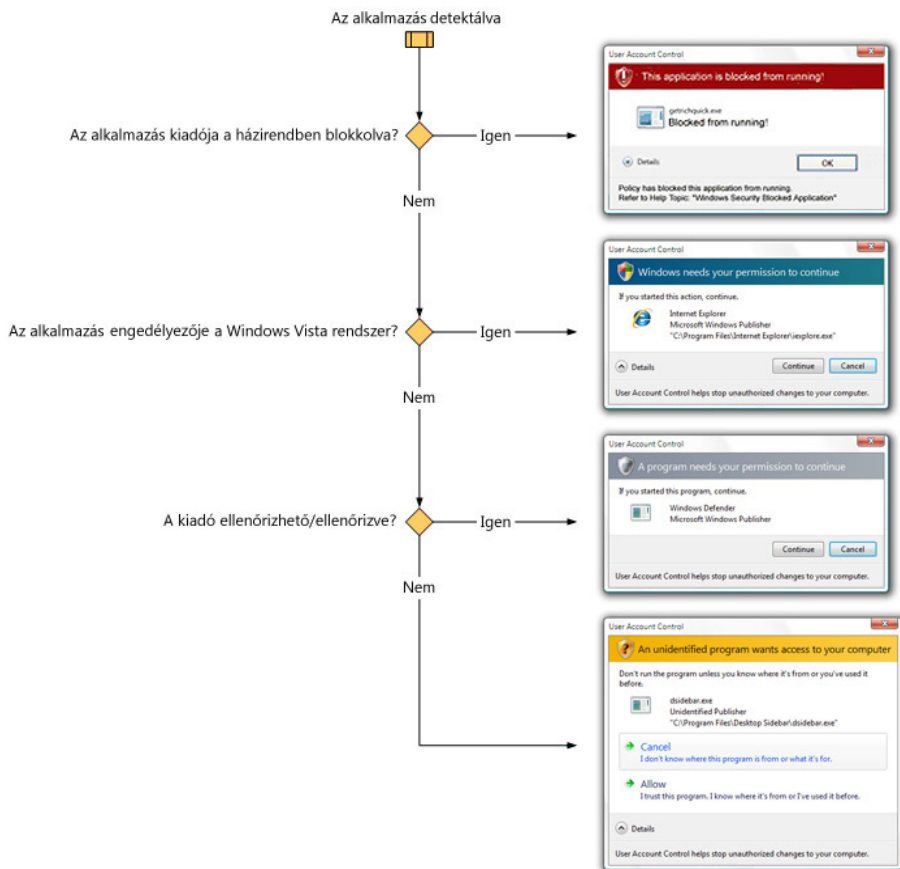 Az alkalmazás detektálva
Az alkalmazás kiadója a házirendben blokkolva?
Igen
User Account Control
This application is blocked from running!
getrichquick.exe
Blocked from running!
Details
OK
Policy has blocked this application from running.
Refer to Help Topic: "Windows Security Blocked Application"
Nem
Az alkalmazás engedélyezője a Windows Vista rendszer?
Igen
User Account Control
Windows needs your permission to continue
If you started this action, continue.
Internet Explorer
Microsoft Windows Publisher
"C:\Program Files\Internet Explorer\iexplore.exe"
Details
Continue
Cancel
User Account Control helps stop unauthorized changes to your computer.
Nem
A kiadó ellenőrizhető/ellenőrizve?
Igen
User Account Control
A program needs your permission to continue
If you started this program, continue.
Windows Defender
Microsoft Windows Publisher
Continue
Cancel
User Account Control helps stop unauthorized changes to your computer.
Nem
User Account Control
An unidentified program wants access to your computer
Don't run the program unless you know where it's from or you've used it
before.
dsidebar.exe
Unidentified Publisher
"C:\Program Files\Desktop Sidebar\dsidebar.exe"
Cancel
I don't know where this program is from or what it's for.
Allow
I trust this program. I know where it's from or I've used it before.
Details
User Account Control helps stop unauthorized changes to your computer.